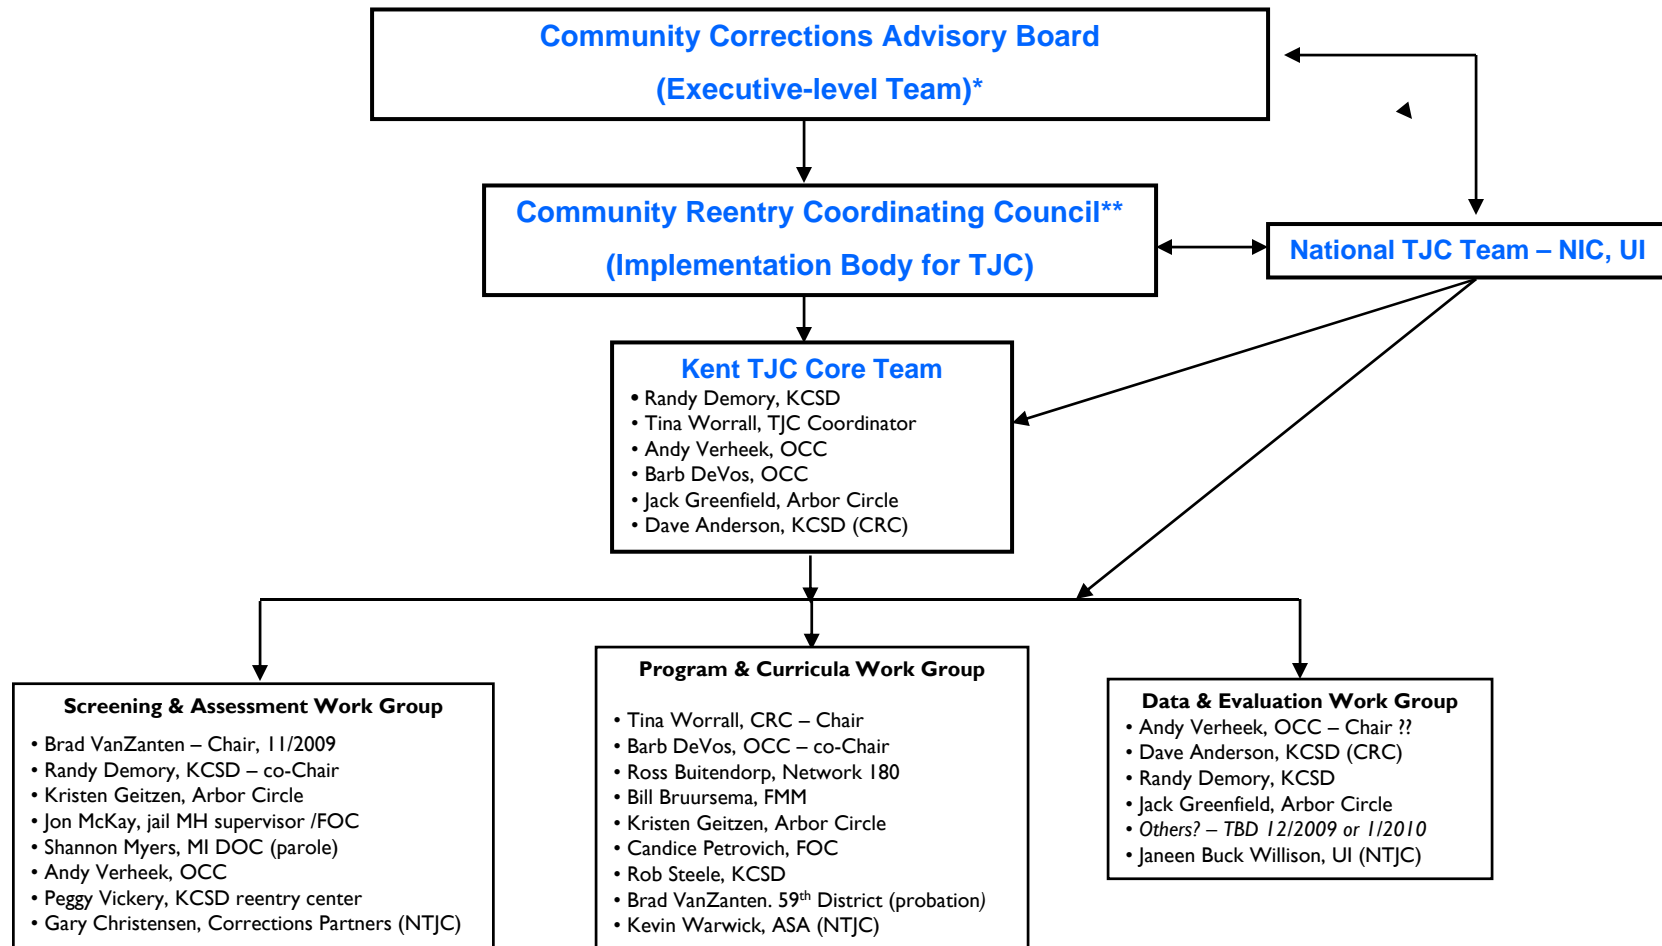 Community Corrections Advisory Board
(Executive-level Team)*
Community Reentry Coordinating Council**
(Implementation Body for TJC)
National TJC Team – NIC, UI
Kent TJC Core Team
• Randy Demory, KCSD
• Tina Worrall, TJC Coordinator
• Andy Verheek, OCC
• Barb DeVos, OCC
• Jack Greenfield, Arbor Circle
• Dave Anderson, KCSD (CRC)
Screening & Assessment Work Group
• Brad VanZanten – Chair, 11/2009
• Randy Demory, KCSD – co-Chair
• Kristen Geitzen, Arbor Circle
• Jon McKay, jail MH supervisor /FOC
• Shannon Myers, MI DOC (parole)
• Andy Verheek, OCC
• Peggy Vickery, KCSD reentry center
• Gary Christensen, Corrections Partners (NTJC)
Program & Curricula Work Group
• Tina Worrall, CRC – Chair
• Barb DeVos, OCC – co-Chair
• Ross Buitendorp, Network 180
• Bill Bruursema, FMM
• Kristen Geitzen, Arbor Circle
• Candice Petrovich, FOC
• Rob Steele, KCSD
• Brad VanZanten. 59th District (probation)
• Kevin Warwick, ASA (NTJC)
Data & Evaluation Work Group
• Andy Verheek, OCC – Chair ??
• Dave Anderson, KCSD (CRC)
• Randy Demory, KCSD
• Jack Greenfield, Arbor Circle
• Others? – TBD 12/2009 or 1/2010
• Janeen Buck Willison, UI (NTJC)